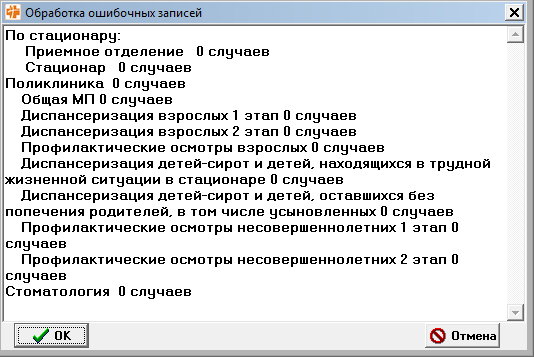 Обработка ошибочных записей
По стационару:
Приемное отделение 0 случаев
Стационар 0 случаев
Поликлиника 0 случаев
Общая МП 0 случаев
Диспансеризация взрослых 1 этап 0 случаев
Диспансеризация взрослых 2 этап 0 случаев
Профилактические осмотры взрослых 0 случаев
Диспансеризация детей-сирот и детей, находящихся в трудной
жизненной ситуации в стационаре 0 случаев
Диспансеризация детей-сирот и детей, оставшихся без
попечения родителей, в том числе усыновленных 0 случаев
Профилактические осмотры несовершеннолетних 1 этап 0
случаев
Профилактические осмотры несовершеннолетних 2 этап 0
случаев
Стоматология 0 случаев
OK
Отмена